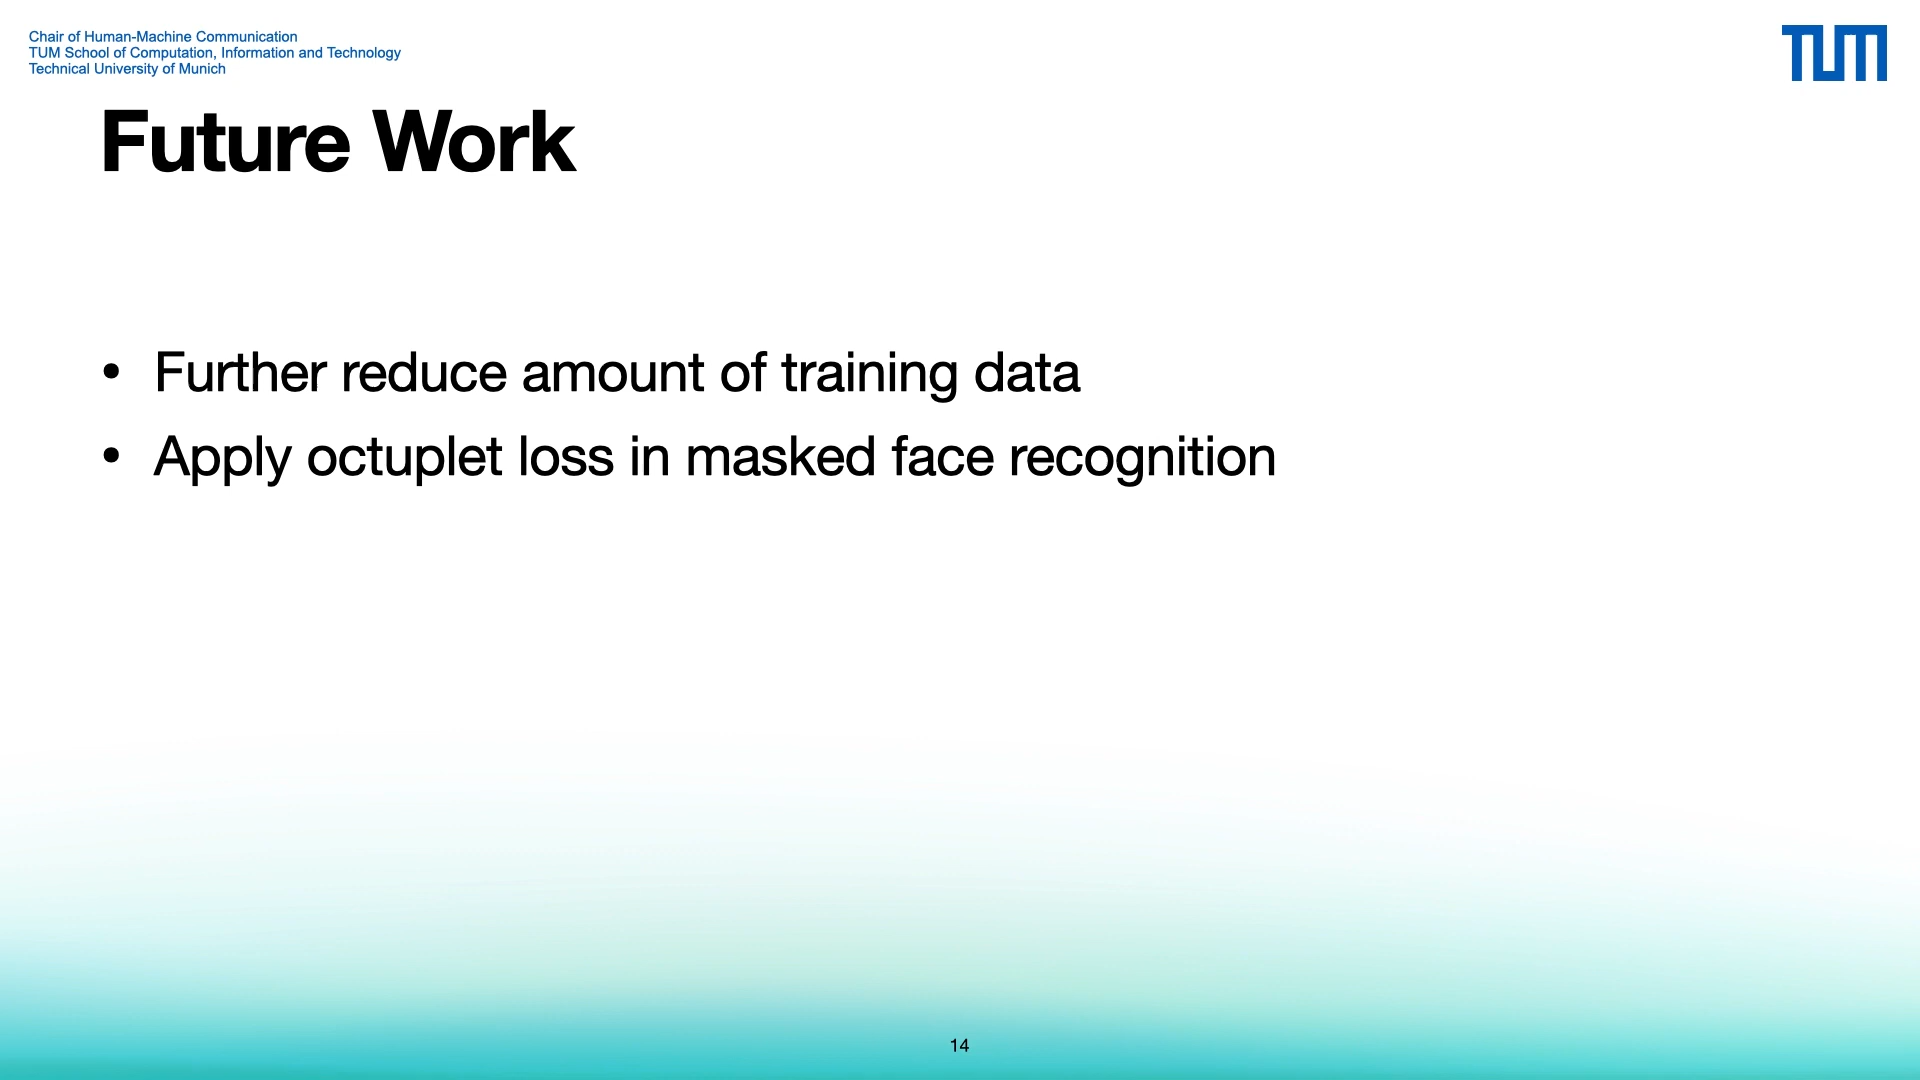 Chair of Human-Machine Communication
TUM School of Computation, Information and Technology
Technical University of Munich
TUM
Future Work
• Further reduce amount of training data
• Apply octuplet loss in masked face recognition
14